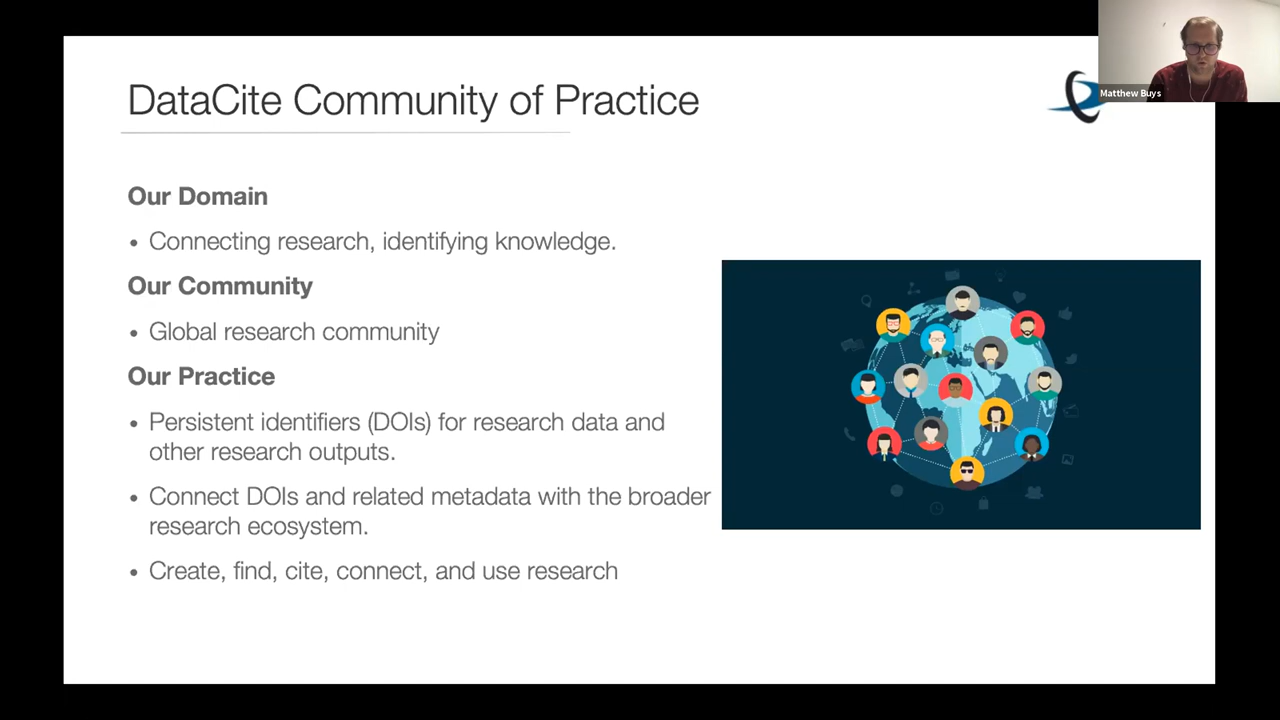 DataCite Community of Practice
Matthew Buys
Our Domain
• Connecting research, identifying knowledge.
Our Community
• Global research community
Our Practice
• Persistent identifiers (DOIs) for research data and
other research outputs.
• Connect DOIs and related metadata with the broader
research ecosystem.
• Create, find, cite, connect, and use research